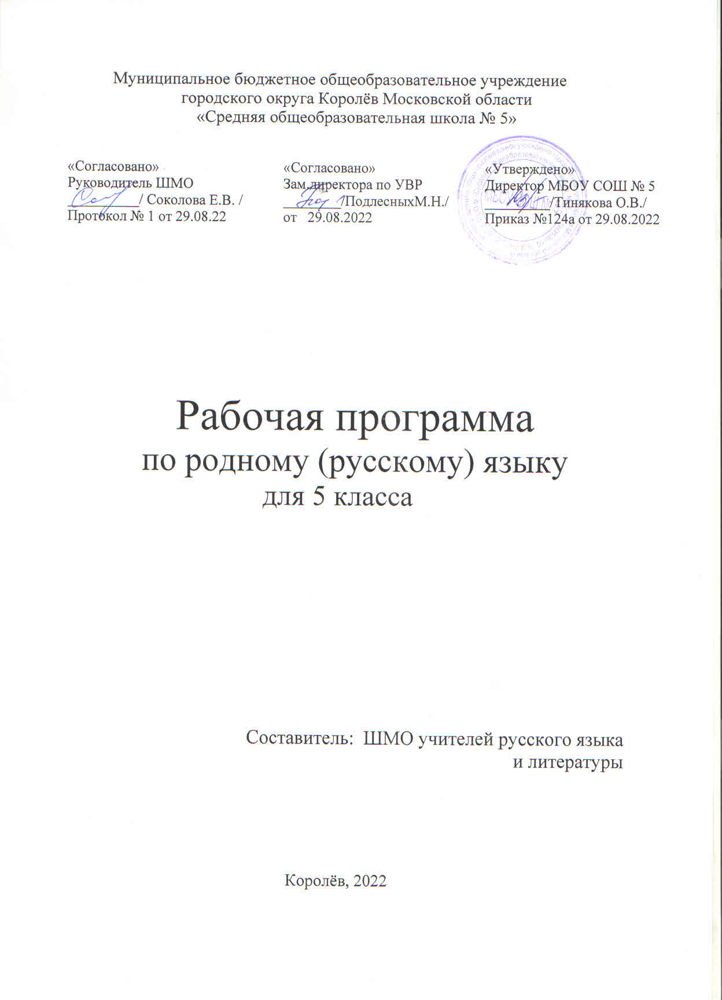 Муниципальное бюджетное общеобразовательное учреждение
городского округа Королёв Московской области
«Средняя общеобразовательная школа № 5»
«Согласовано»
Руководитель ШМО
/ Соколова Е.В. /
Протокол № 1 от 29.08.22
«Согласовано»
Зам.директора по УВР
/ПодлесныхМ.Н./
от 29.08.2022
«Утверждено»
Директор МБОУ СОШ № 5
/Тинякова О.В./
Приказ №124а от 29.08.2022
Рабочая программа
по родному (русскому) языку
для 5 класса
Составитель: ШМО учителей русского языка
и литературы
Королёв, 2022